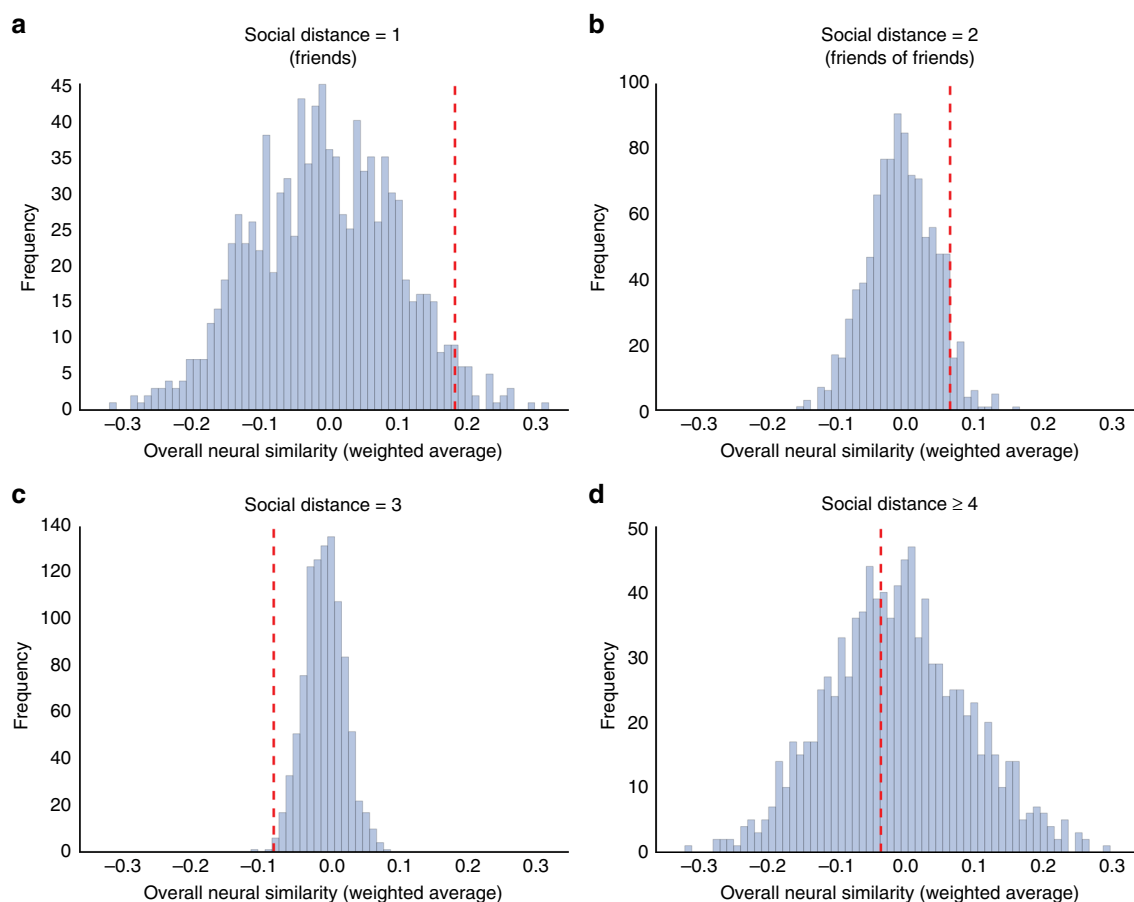 a
Social distance = 1
(friends)
45
40
35
30
25
20
15
10
5
0
Frequency
–0.3 –0.2 –0.1 0.0 0.1 0.2 0.3
Overall neural similarity (weighted average)
b
Social distance = 2
(friends of friends)
100
80
60
40
20
0
Frequency
–0.3 –0.2 –0.1 0.0 0.1 0.2 0.3
Overall neural similarity (weighted average)
c
Social distance = 3
140
120
100
80
60
40
20
0
Frequency
–0.3 –0.2 –0.1 0.0 0.1 0.2 0.3
Overall neural similarity (weighted average)
d
Social distance ≥ 4
50
40
30
20
10
0
Frequency
–0.3 –0.2 –0.1 0.0 0.1 0.2 0.3
Overall neural similarity (weighted average)